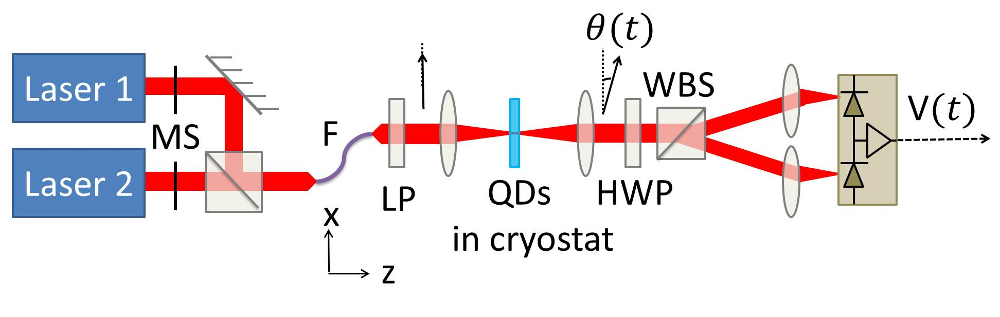 θ(t)
Laser 1
WBS
V(t)
MS
F
Laser 2
LP
QDs
in cryostat
HWP
x
z